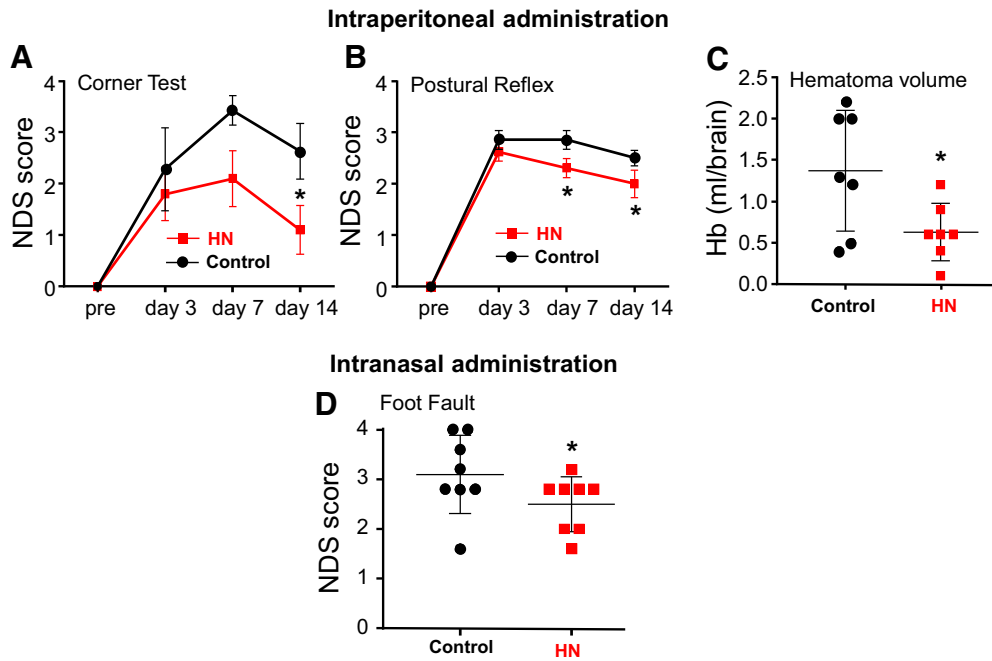 Intraperitoneal administration
A
Corner Test
NDS score
4
3
2
1
0
*
HN
Control
pre
day 3
day 7
day 14
B
Postural Reflex
NDS score
4
3
2
1
0
*
*
HN
Control
pre
day 3
day 7
day 14
C
Hematoma volume
Hb (ml/brain)
2.5
2.0
1.5
1.0
0.5
0.0
*
Control
HN
Intranasal administration
D
Foot Fault
NDS score
4
3
2
1
0
*
Control
HN